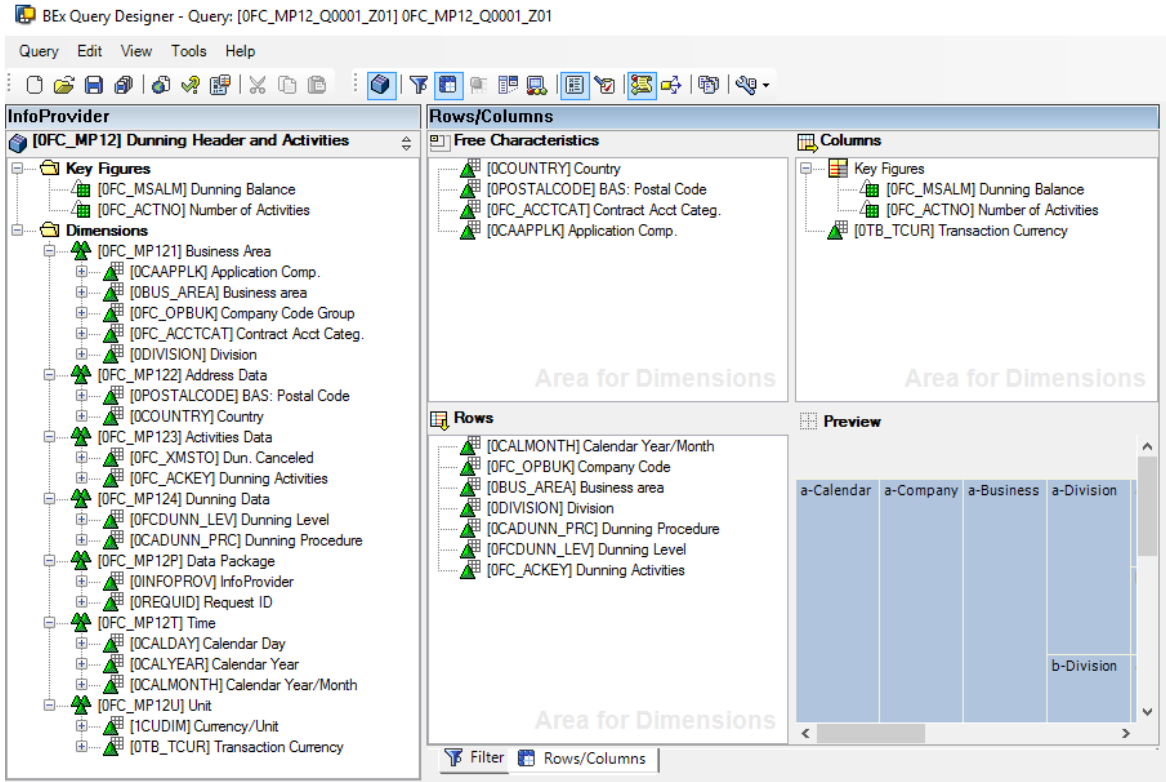 BEx Query Designer - Query: [0FC_MP12_Q0001_Z01] 0FC_MP12_Q0001_Z01
Query Edit View Tools Help
InfoProvider
[0FC_MP12] Dunning Header and Activities
Key Figures
[0FC_MSALM] Dunning Balance
[0FC_ACTNO] Number of Activities
Dimensions
[0FC_MP121] Business Area
[0CAAPPLK] Application Comp.
[0BUS_AREA] Business area
[0FC_OPBUK] Company Code Group
[0FC_ACCTCAT] Contract Acct Categ.
[0DIVISION] Division
[0FC_MP122] Address Data
[0POSTALCODE] BAS: Postal Code
[0COUNTRY] Country
[0FC_MP123] Activities Data
[0FC_XMSTO] Dun. Canceled
[0FC_ACKEY] Dunning Activities
[0FC_MP124] Dunning Data
[0FCDUNN_LEV] Dunning Level
[0CADUNN_PRC] Dunning Procedure
[0FC_MP12P] Data Package
[0INFOPROV] InfoProvider
[0REQUID] Request ID
[0FC_MP12T] Time
[0CALDAY] Calendar Day
[0CALYEAR] Calendar Year
[0CALMONTH] Calendar Year/Month
[0FC_MP12U] Unit
[1CUDIM] Currency/Unit
[0TB_TCUR] Transaction Currency
Rows/Columns
Free Characteristics
[0COUNTRY] Country
[0POSTALCODE] BAS: Postal Code
[0FC_ACCTCAT] Contract Acct Categ.
[0CAAPPLK] Application Comp.
Area for Dimensions
Columns
Key Figures
[0FC_MSALM] Dunning Balance
[0FC_ACTNO] Number of Activities
[0TB_TCUR] Transaction Currency
Area for Dimensions
Rows
[0CALMONTH] Calendar Year/Month
[0FC_OPBUK] Company Code
[0BUS_AREA] Business area
[0DIVISION] Division
[0CADUNN_PRC] Dunning Procedure
[0FCDUNN_LEV] Dunning Level
[0FC_ACKEY] Dunning Activities
Area for Dimensions
Preview
a-Calendar a-Company a-Business a-Division
b-Division
Filter Rows/Columns